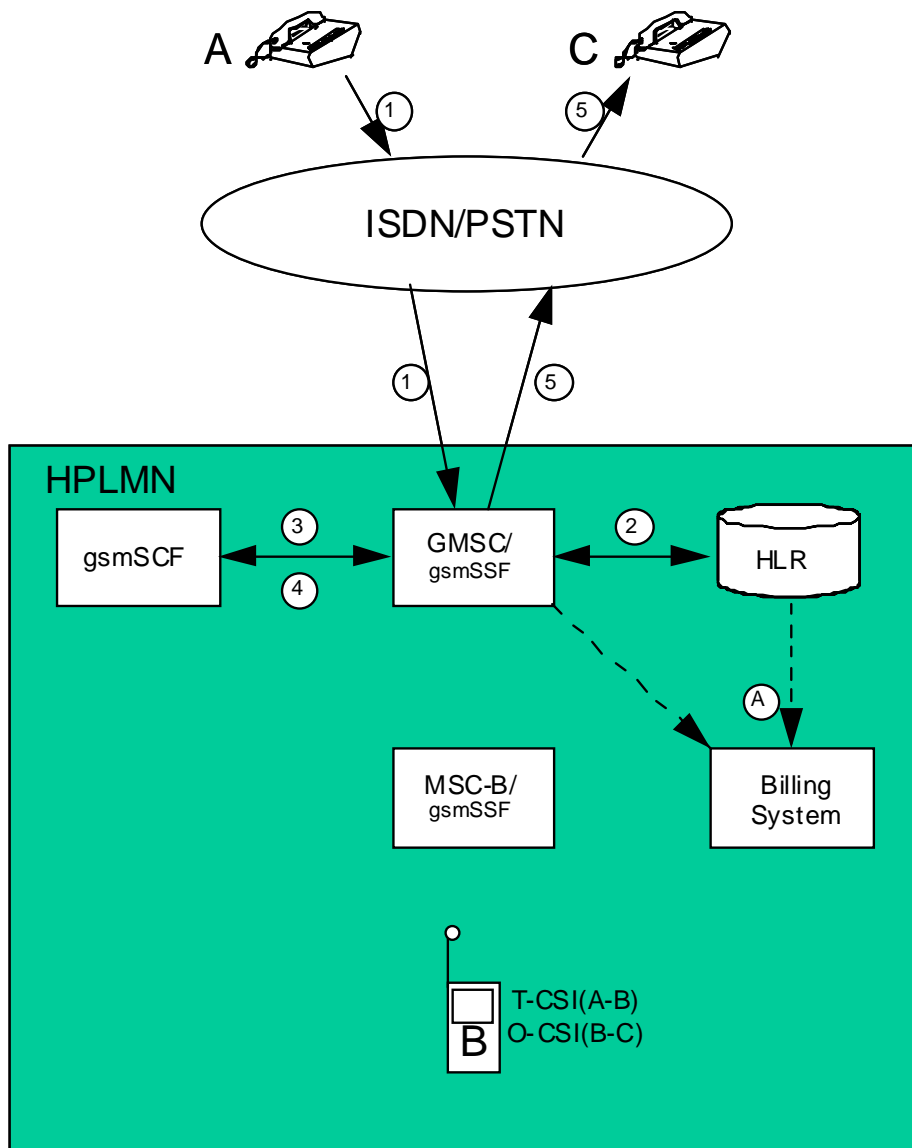 A
C
1
5
ISDN/PSTN
1
5
HPLMN
gsmSCF
3
4
GMSC/
gsmSSF
2
HLR
A
MSC-B/
gsmSSF
Billing
System
T-CSI(A-B)
O-CSI(B-C)
B